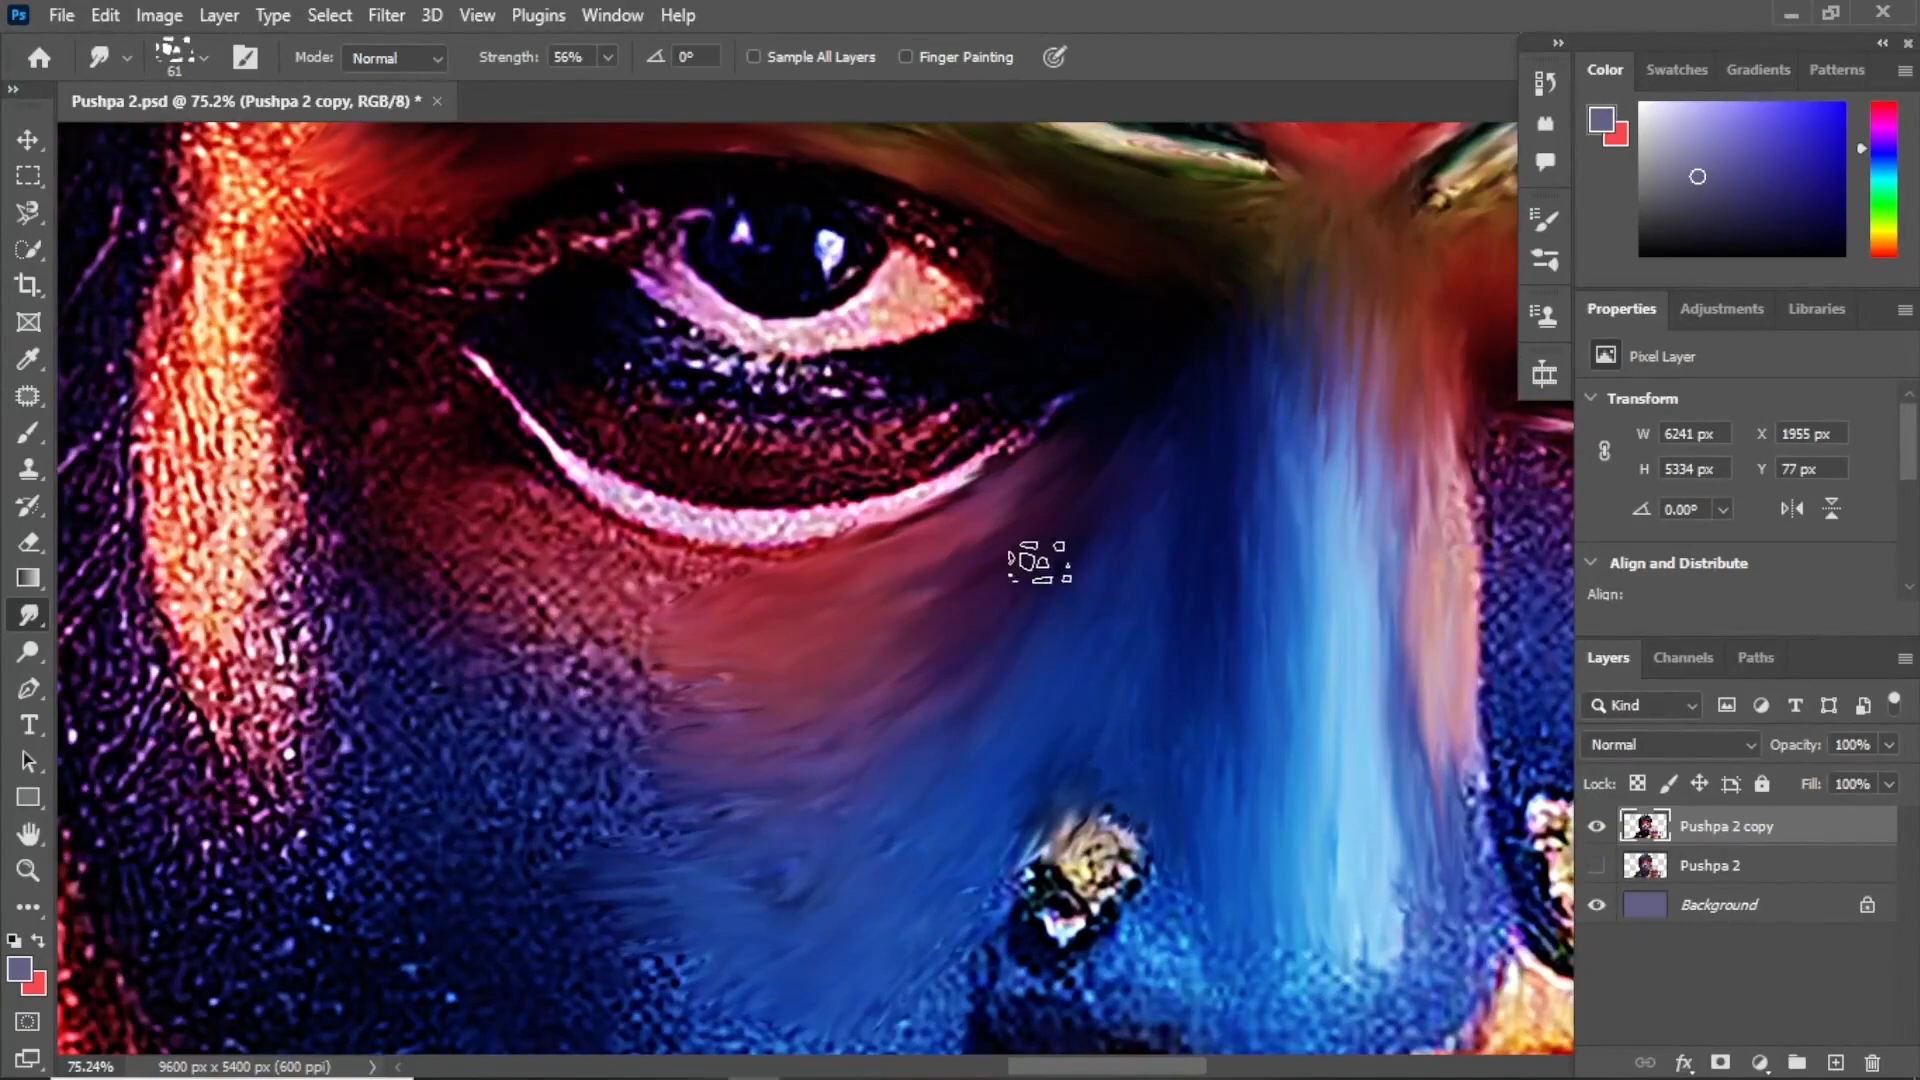 Ps File Edit Image Layer Type Select Filter 3D View Plugins Window Help
61 Mode: Normal Strength: 56% 0° Sample All Layers Finger Painting
Pushpa 2.psd @ 75.2% (Pushpa 2 copy, RGB/8) *
Color Swatches Gradients Patterns
Properties Adjustments Libraries
Pixel Layer
Transform
W 6241 px X 1955 px
H 5334 px Y 77 px
0.00°
Align and Distribute
Align:
Layers Channels Paths
Kind
Normal Opacity: 100%
Lock: Fill: 100%
Pushpa 2 copy
Pushpa 2
Background
fx
75.24% 9600 px x 5400 px (600 ppi)